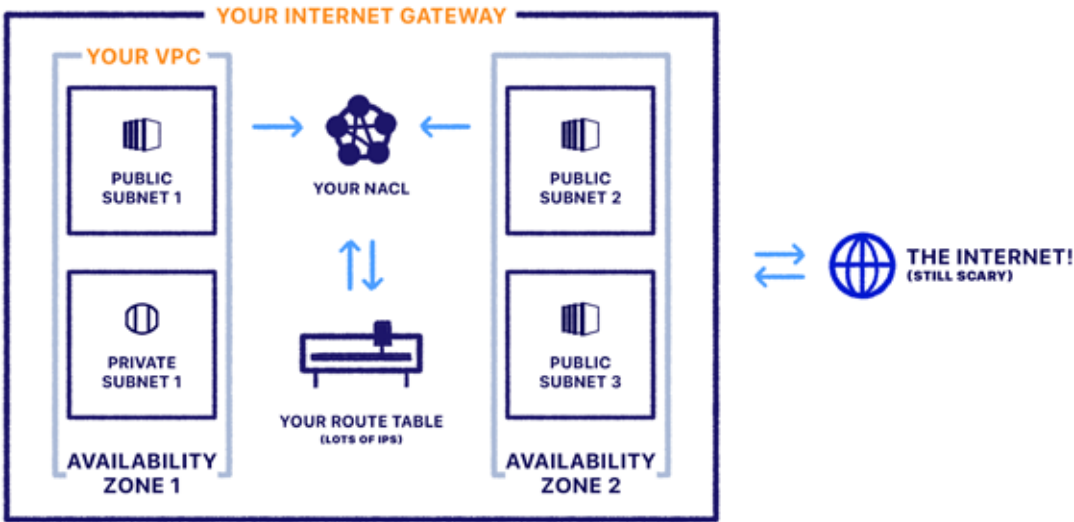 YOUR INTERNET GATEWAY
YOUR VPC
PUBLIC
SUBNET 1
YOUR NACL
PUBLIC
SUBNET 2
THE INTERNET!
(STILL SCARY)
PRIVATE
SUBNET 1
YOUR ROUTE TABLE
(LOTS OF IPS)
PUBLIC
SUBNET 3
AVAILABILITY
ZONE 1
AVAILABILITY
ZONE 2